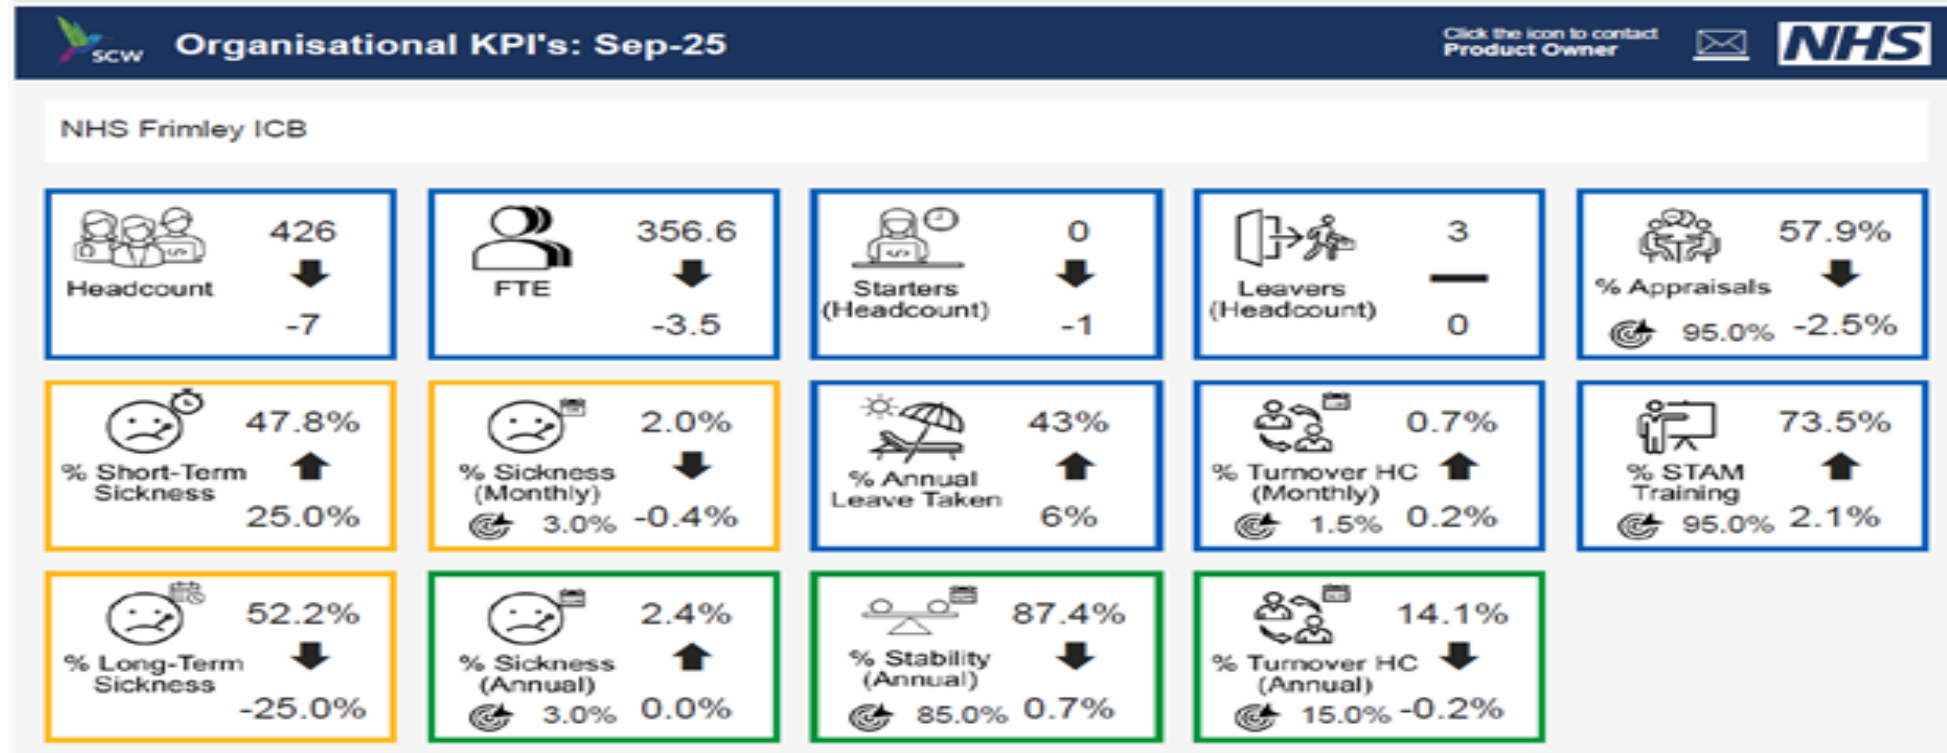 SCW
Organisational KPI's: Sep-25
Click the icon to contact
Product Owner
NHS
NHS Frimley ICB
426
Headcount
-7
356.6
FTE
-3.5
0
Starters
(Headcount)
-1
3
Leavers
(Headcount)
0
57.9%
% Appraisals
95.0% -2.5%
47.8%
% Short-Term
Sickness
25.0%
2.0%
% Sickness
(Monthly)
3.0% -0.4%
43%
% Annual
Leave Taken
6%
0.7%
% Turnover HC
(Monthly)
1.5% 0.2%
73.5%
% STAM
Training
95.0% 2.1%
52.2%
% Long-Term
Sickness
-25.0%
2.4%
% Sickness
(Annual)
3.0% 0.0%
87.4%
% Stability
(Annual)
85.0% 0.7%
14.1%
% Turnover HC
(Annual)
15.0% -0.2%